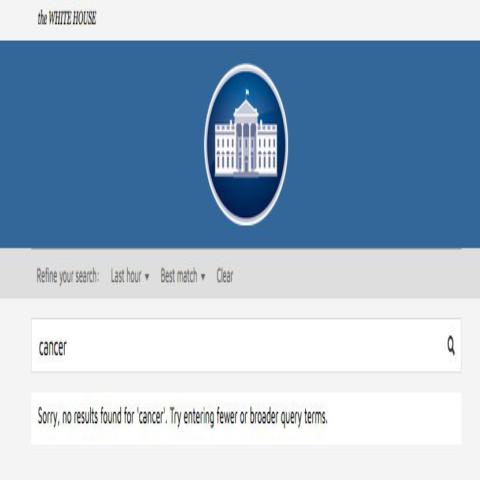 the WHITE HOUSE
Refine your search: Last hour ▾ Best match ▾ Clear
cancer
Sorry, no results found for 'cancer'. Try entering fewer or broader query terms.